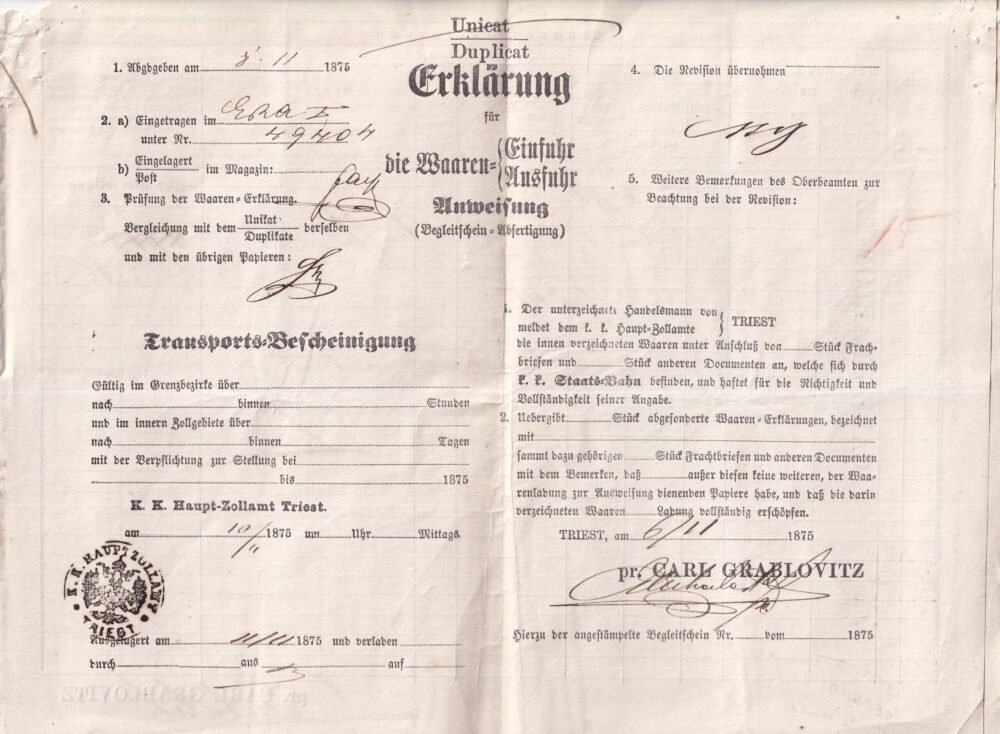 Unicat
Duplicat
Erklärung
für
die Waaren-{Einfuhr
Ausfuhr
Anweisung
(Begleitschein-Abfertigung)
1. Abgegeben am 5. 11 1875
2. a) Eingetragen im
unter Nr. 49404
b) Eingelagert
Post im Magazin:
3. Prüfung der Waaren-Erklärung.
Vergleichung mit dem Unikat
Duplikate derselben
und mit den übrigen Papieren:
Transports-Bescheinigung
Gültig im Grenzbezirke über
nach binnen Stunden
und im innern Zollgebiete über
nach binnen Tagen
mit der Verpflichtung zur Stellung bei
bis 1875
K. K. Haupt-Zollamt Triest.
am 10/11 1875 um Uhr Mittags.
K. K. HAUPT ZOLLAMT
TRIEST
Ausgelagert am 11/11 1875 und verladen
durch aus auf
4. Die Revision übernommen
5. Weitere Bemerkungen des Oberbeamten zur
Beachtung bei der Revision:
15
1. Der unterzeichnete Handelsmann von
meldet dem k. k. Haupt-Zollamte } TRIEST
die innen verzeichneten Waaren unter Anschluß von Stück Fracht-
briefen und Stück anderen Documenten an, welche sich durch
k. k. Staats-Bahn befinden, und haftet für die Richtigkeit und
Vollständigkeit seiner Angabe.
2. Uebergibt Stück abgesonderte Waaren-Erklärungen, bezeichnet
mit
sammt dazu gehörigen Stück Frachtbriefen und anderen Documenten
mit dem Bemerken, daß außer diesen keine weiteren, der Waa-
renladung zur Ausweisung dienenden Papiere habe, und daß die darin
verzeichneten Waaren Ladung vollständig erschöpfen.
TRIEST, am 6/11 1875
pr. CARL GRABLOVITZ
Hierzu der angestämpelte Begleitschein Nr. vom 1875
pr. CARL GRABLOVITZ